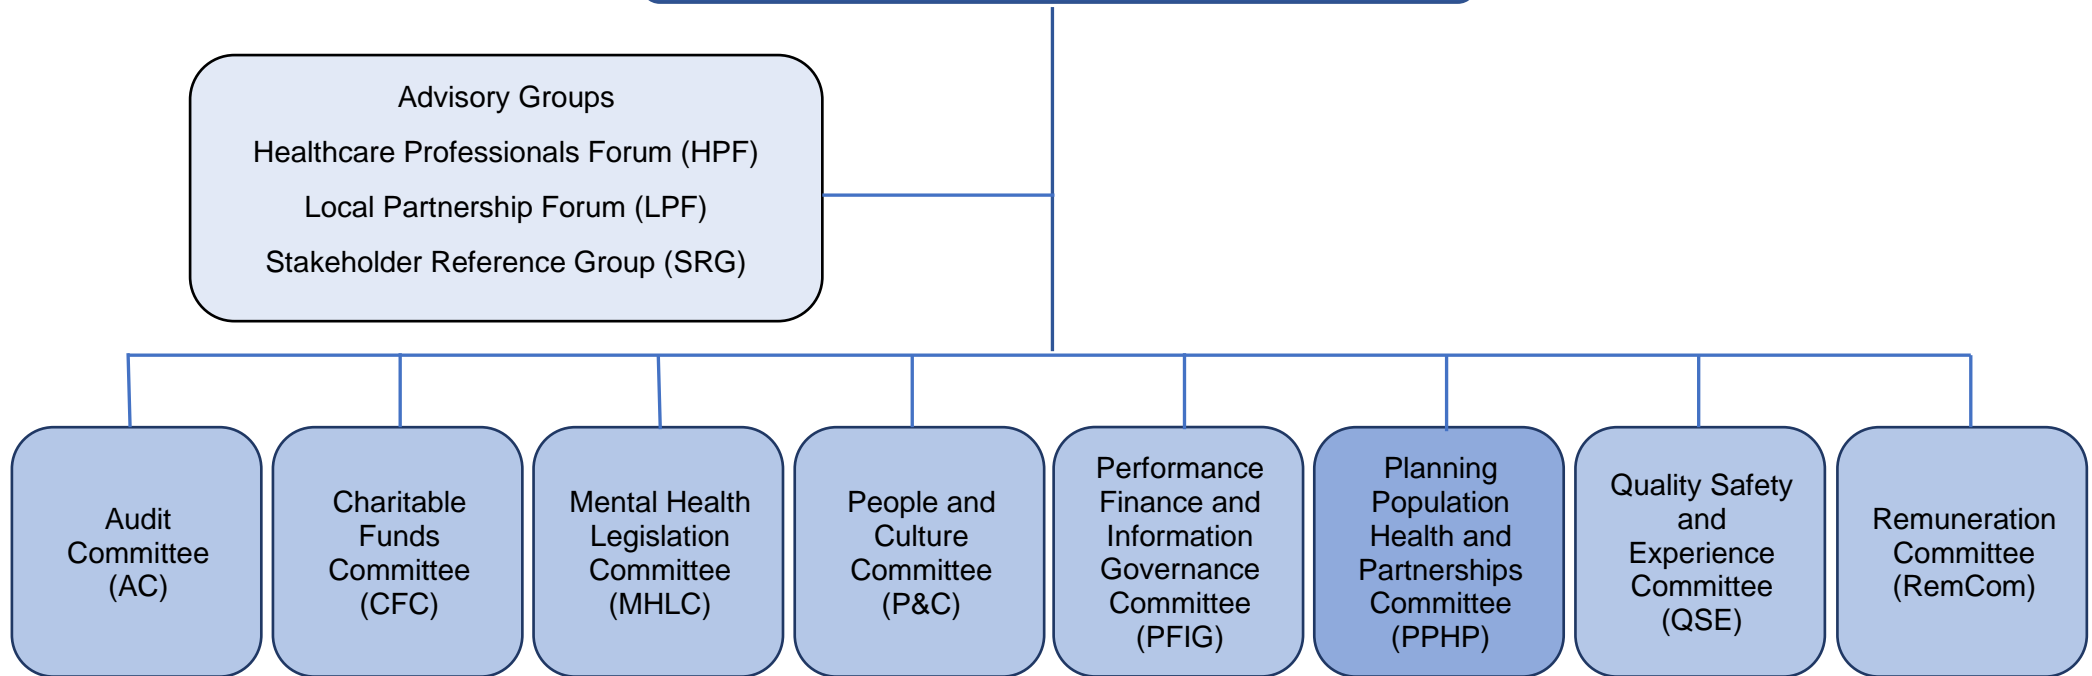 Advisory Groups
Healthcare Professionals Forum (HPF)
Local Partnership Forum (LPF)
Stakeholder Reference Group (SRG)
Audit
Committee
(AC)
Charitable
Funds
Committee
(CFC)
Mental Health
Legislation
Committee
(MHLC)
People and
Culture
Committee
(P&C)
Performance
Finance and
Information
Governance
Committee
(PFIG)
Planning
Population
Health and
Partnerships
Committee
(PPHP)
Quality Safety
and
Experience
Committee
(QSE)
Remuneration
Committee
(RemCom)